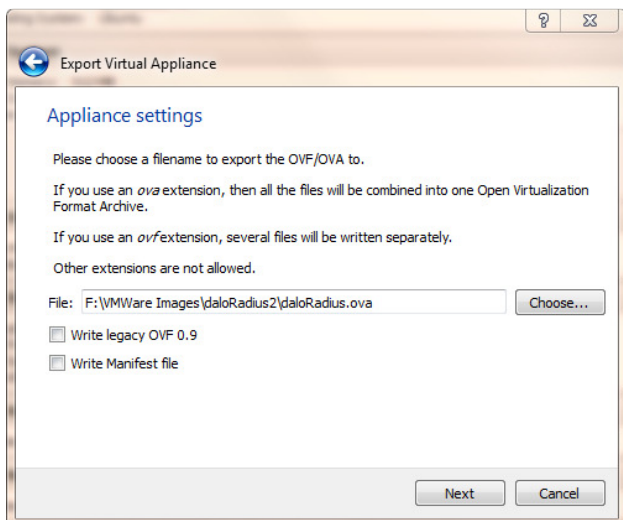 Export Virtual Appliance
Appliance settings
Please choose a filename to export the OVF/OVA to.
If you use an ova extension, then all the files will be combined into one Open Virtualization
Format Archive.
If you use an ovf extension, several files will be written separately.
Other extensions are not allowed.
File: F:\VMWare Images\daloRadius2\daloRadius.ova Choose...
Write legacy OVF 0.9
Write Manifest file
Next Cancel